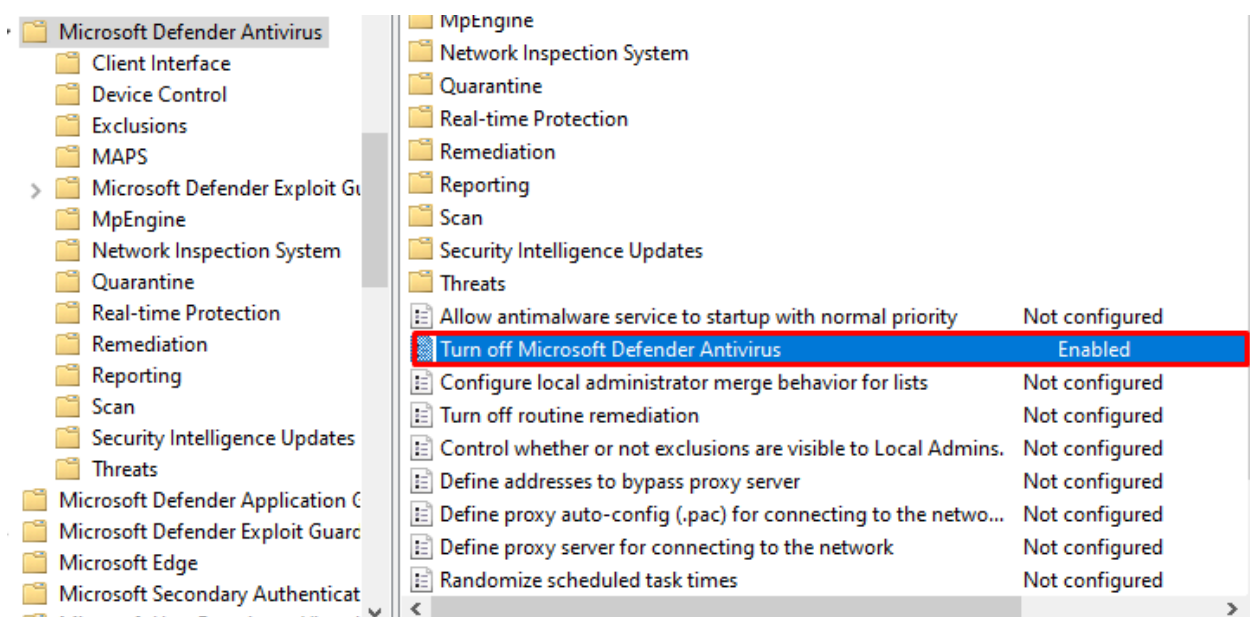 Microsoft Defender Antivirus
Client Interface
Device Control
Exclusions
MAPS
Microsoft Defender Exploit Gu
MpEngine
Network Inspection System
Quarantine
Real-time Protection
Remediation
Reporting
Scan
Security Intelligence Updates
Threats
Microsoft Defender Application G
Microsoft Defender Exploit Guard
Microsoft Edge
Microsoft Secondary Authenticat
MpEngine
Network Inspection System
Quarantine
Real-time Protection
Remediation
Reporting
Scan
Security Intelligence Updates
Threats
Allow antimalware service to startup with normal priority Not configured
Turn off Microsoft Defender Antivirus Enabled
Configure local administrator merge behavior for lists Not configured
Turn off routine remediation Not configured
Control whether or not exclusions are visible to Local Admins. Not configured
Define addresses to bypass proxy server Not configured
Define proxy auto-config (.pac) for connecting to the netwo... Not configured
Define proxy server for connecting to the network Not configured
Randomize scheduled task times Not configured